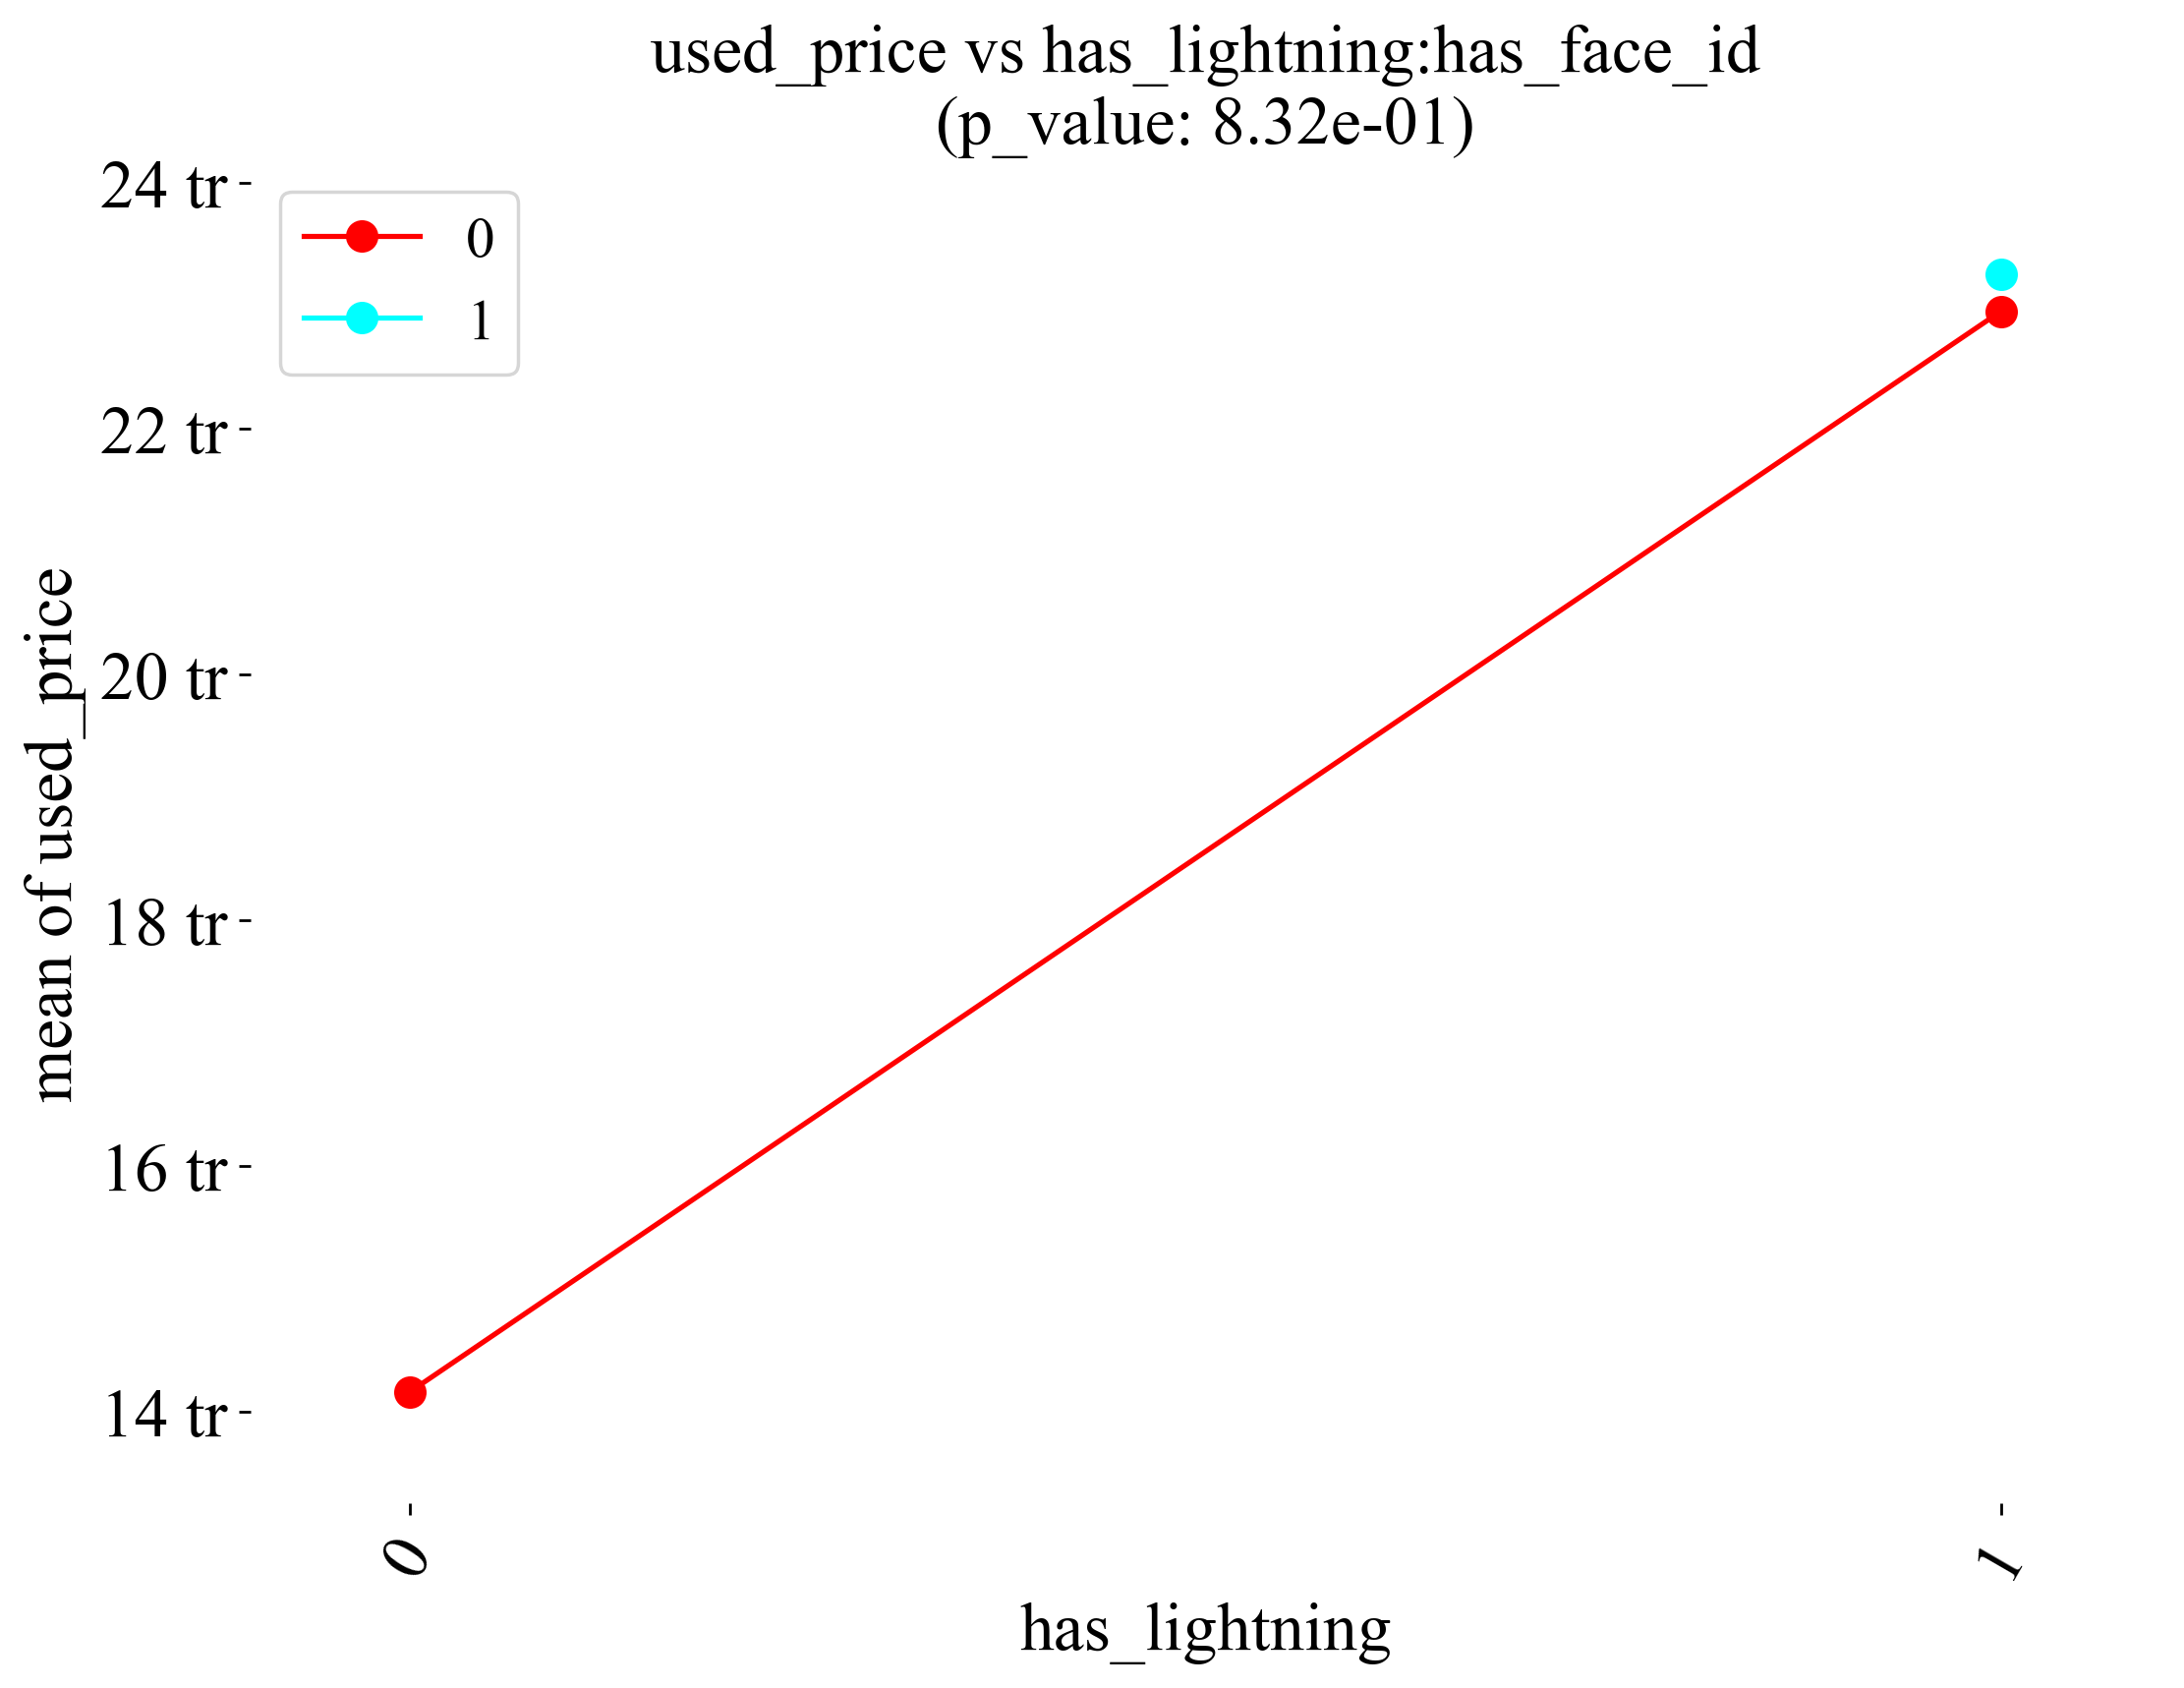 used_price vs has_lightning:has_face_id
(p_value: 8.32e-01)
24 tr
22 tr
20 tr
18 tr
16 tr
14 tr
0
1
mean of used_price
0
1
has_lightning